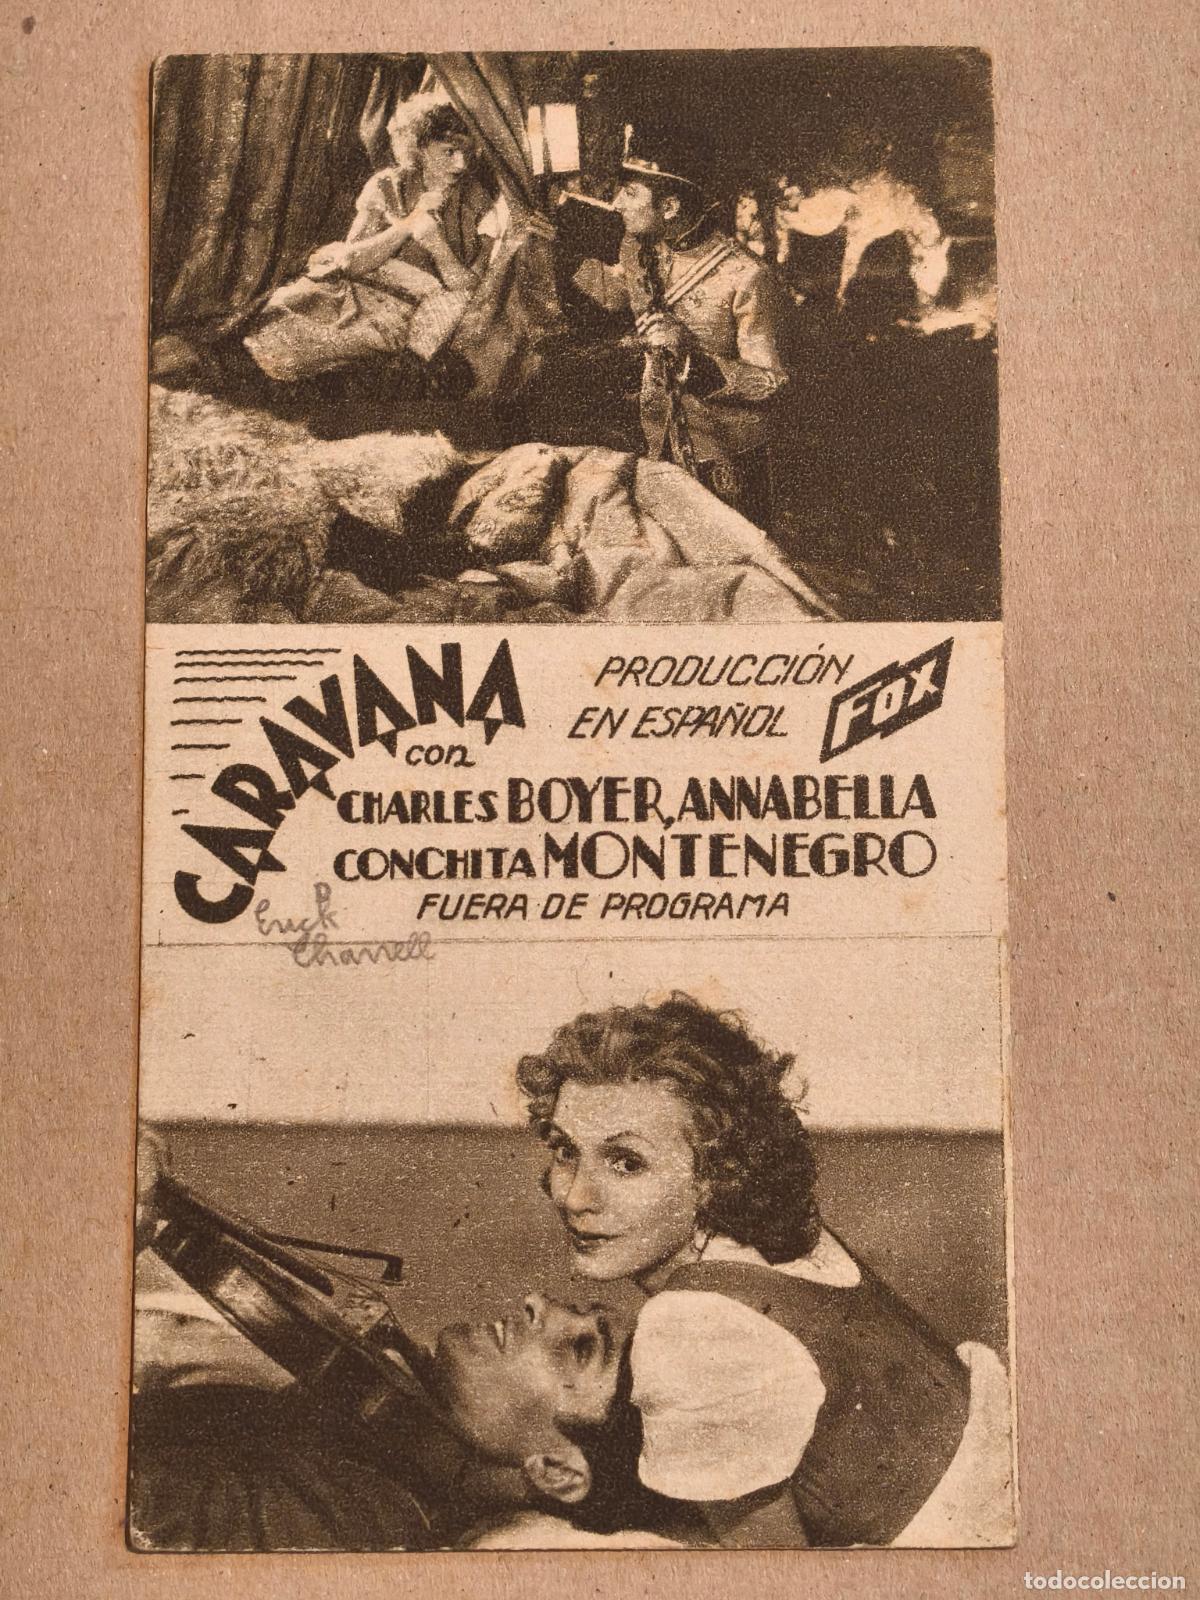 CARAVANA
con
PRODUCCIÓN
EN ESPAÑOL
FOX
CHARLES BOYER, ANNABELLA
CONCHITA MONTENEGRO
FUERA DE PROGRAMA
todocoleccion